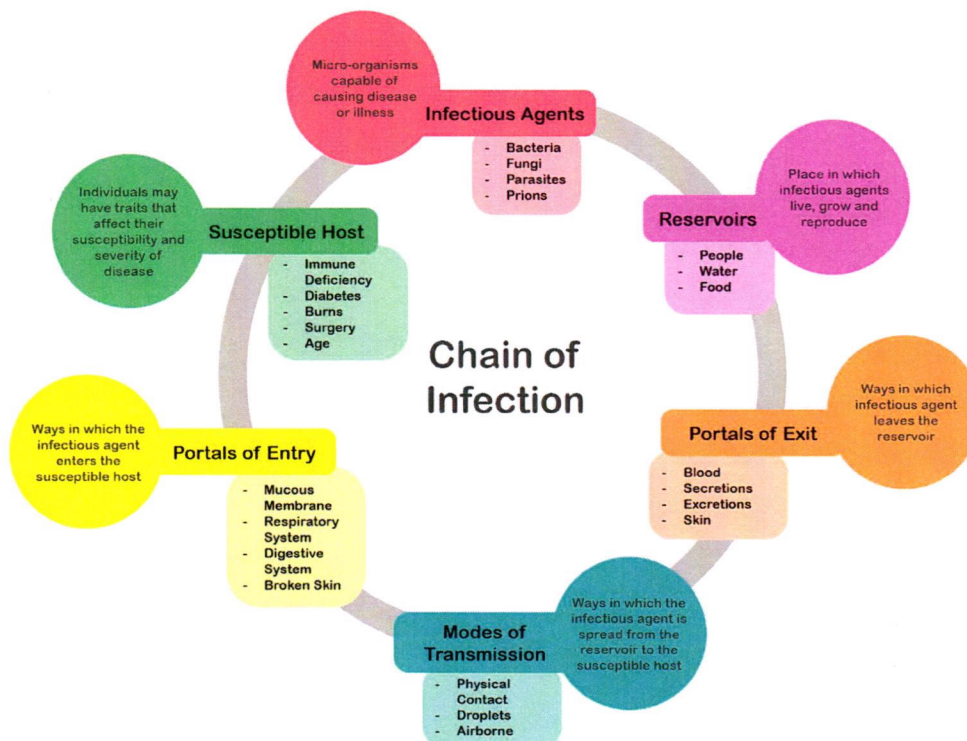 Micro-organisms
capable of
causing disease
or illness
Infectious Agents
- Bacteria
- Fungi
- Parasites
- Prions
Place in which
infectious agents
live, grow and
reproduce
Reservoirs
- People
- Water
- Food
Ways in which
infectious agent
leaves the
reservoir
Portals of Exit
- Blood
- Secretions
- Excretions
- Skin
Ways in which the
infectious agent is
spread from the
reservoir to the
susceptible host
Modes of
Transmission
- Physical
Contact
- Droplets
- Airborne
Ways in which the
infectious agent
enters the
susceptible host
Portals of Entry
- Mucous
Membrane
- Respiratory
System
- Digestive
System
- Broken Skin
Individuals may
have traits that
affect their
susceptibility and
severity of
disease
Susceptible Host
- Immune
Deficiency
- Diabetes
- Burns
- Surgery
- Age
Chain of
Infection